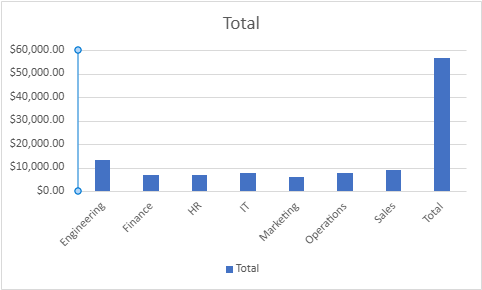 Total
$60,000.00
$50,000.00
$40,000.00
$30,000.00
$20,000.00
$10,000.00
$0.00
Engineering
Finance
HR
IT
Marketing
Operations
Sales
Total
Total